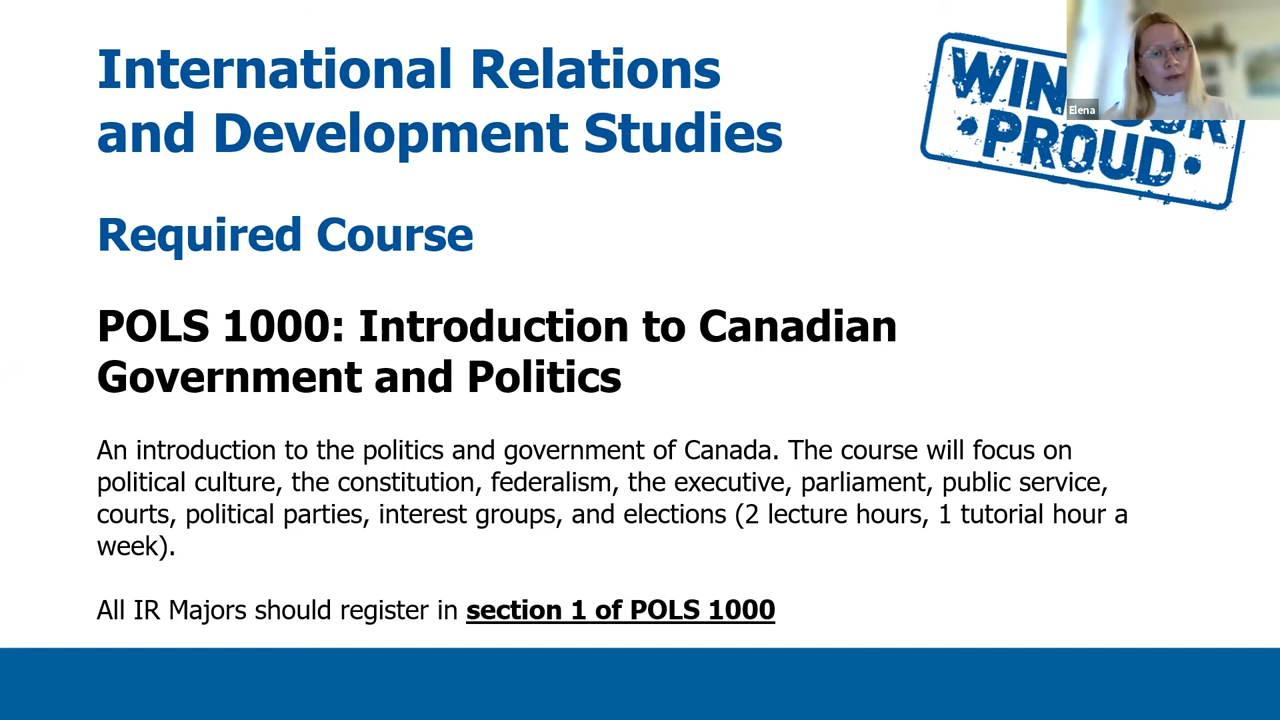 International Relations
and Development Studies
WIN
PROUD
Elena
Required Course
POLS 1000: Introduction to Canadian
Government and Politics
An introduction to the politics and government of Canada. The course will focus on
political culture, the constitution, federalism, the executive, parliament, public service,
courts, political parties, interest groups, and elections (2 lecture hours, 1 tutorial hour a
week).
All IR Majors should register in section 1 of POLS 1000